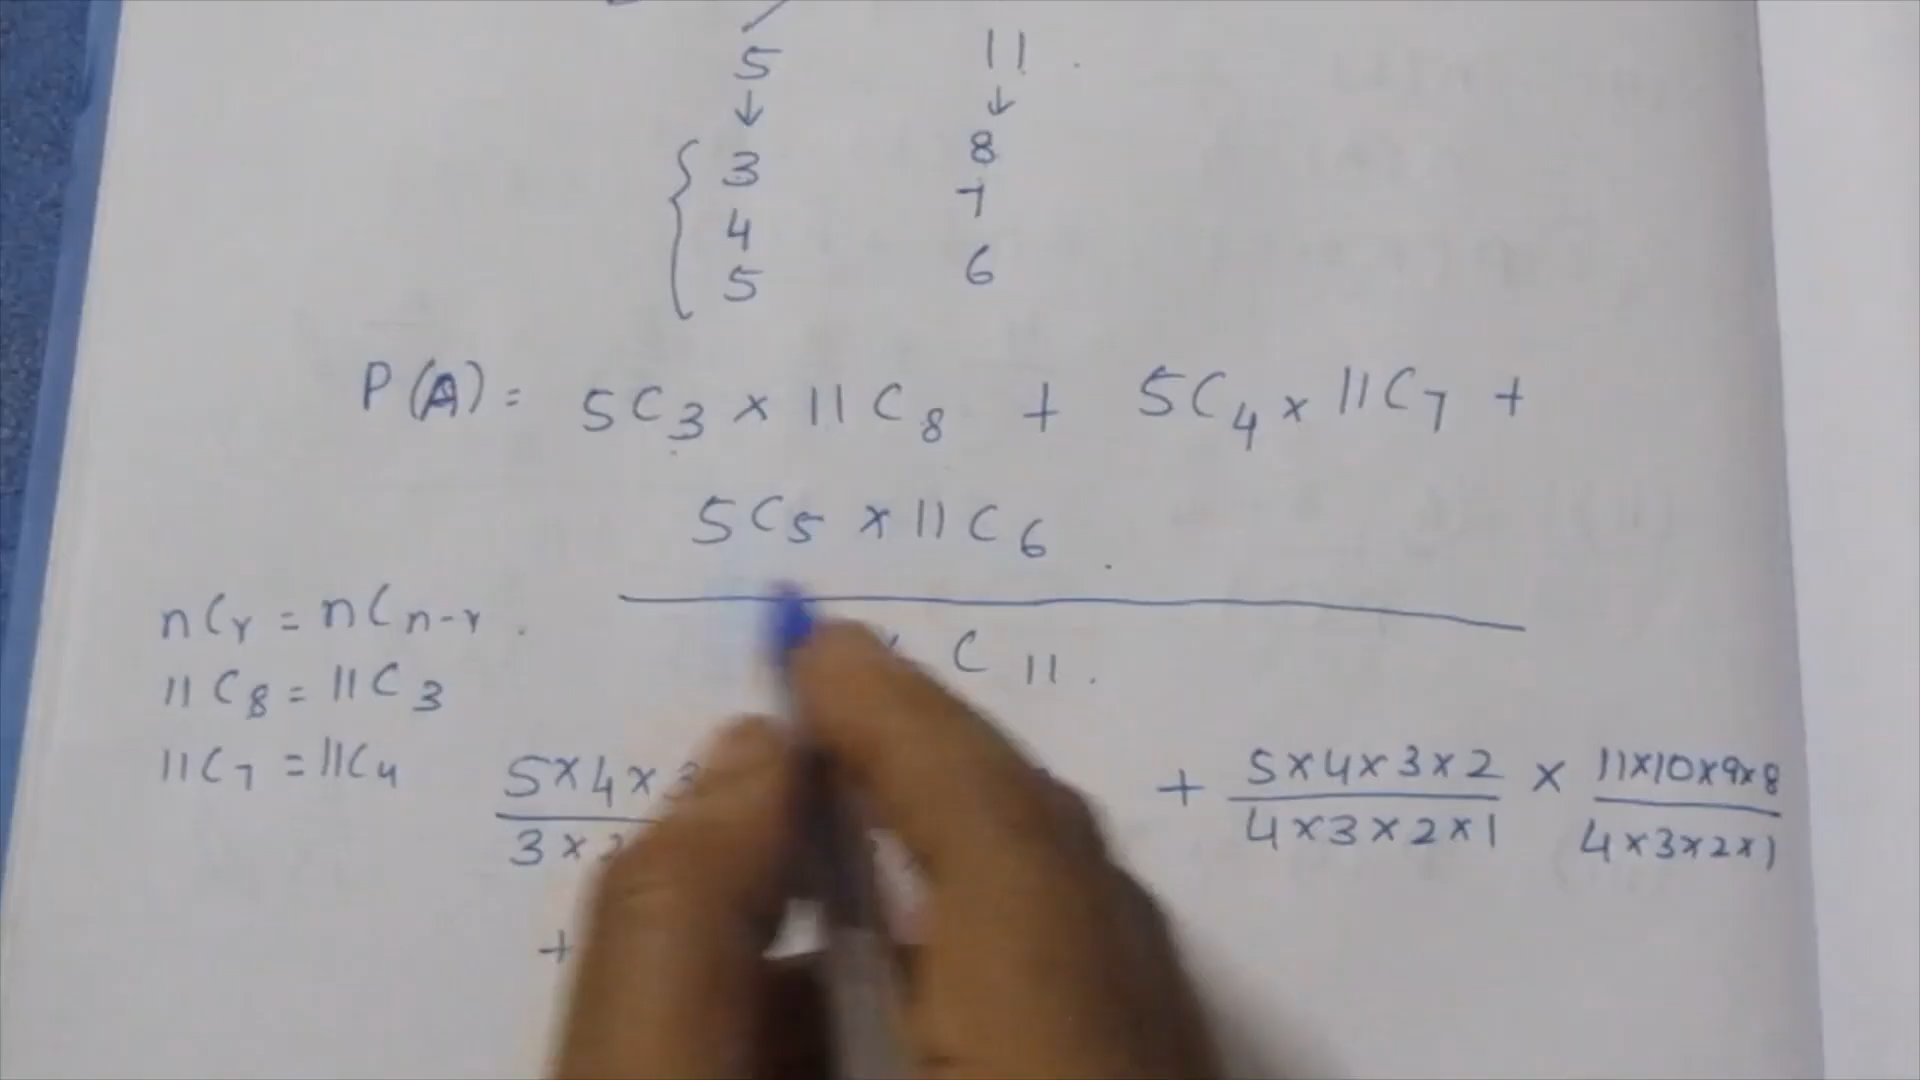 5 11
↓ ↓
3 8
4 7
5 6
P(A) = 5C3 × 11C8 + 5C4 × 11C7 +
5C5 × 11C6
C 11.
nCr = nCn-r .
11C8 = 11C3
11C7 = 11C4
5×4×3 + 5×4×3×2 × 11×10×9×8
3×2 4×3×2×1 4×3×2×1
+